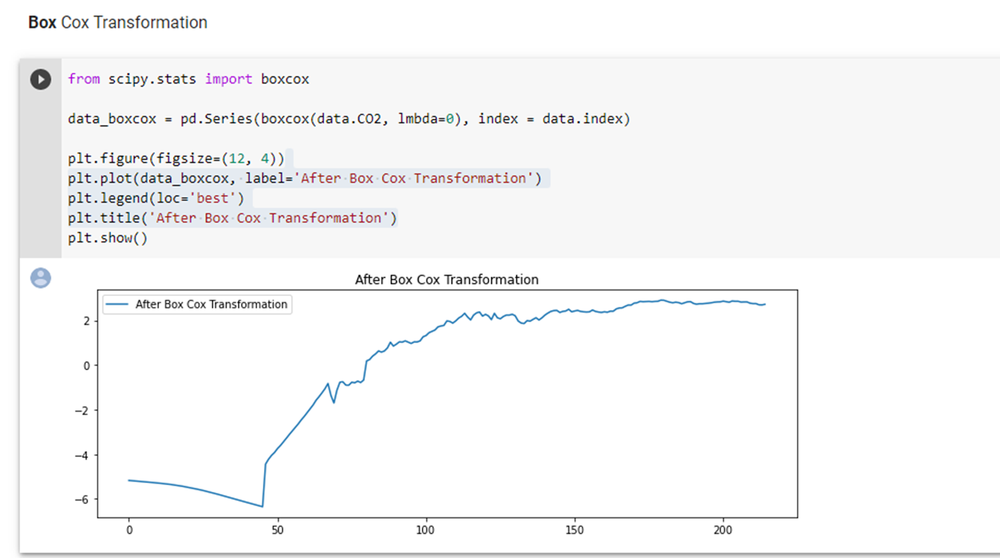 Box Cox Transformation
from scipy.stats import boxcox
data_boxcox = pd.Series(boxcox(data.CO2, lmbda=0), index = data.index)
plt.figure(figsize=(12, 4))
plt.plot(data_boxcox, label='After Box Cox Transformation')
plt.legend(loc='best')
plt.title('After Box Cox Transformation')
plt.show()
After Box Cox Transformation
After Box Cox Transformation
2
0
−2
−4
−6
0 50 100 150 200